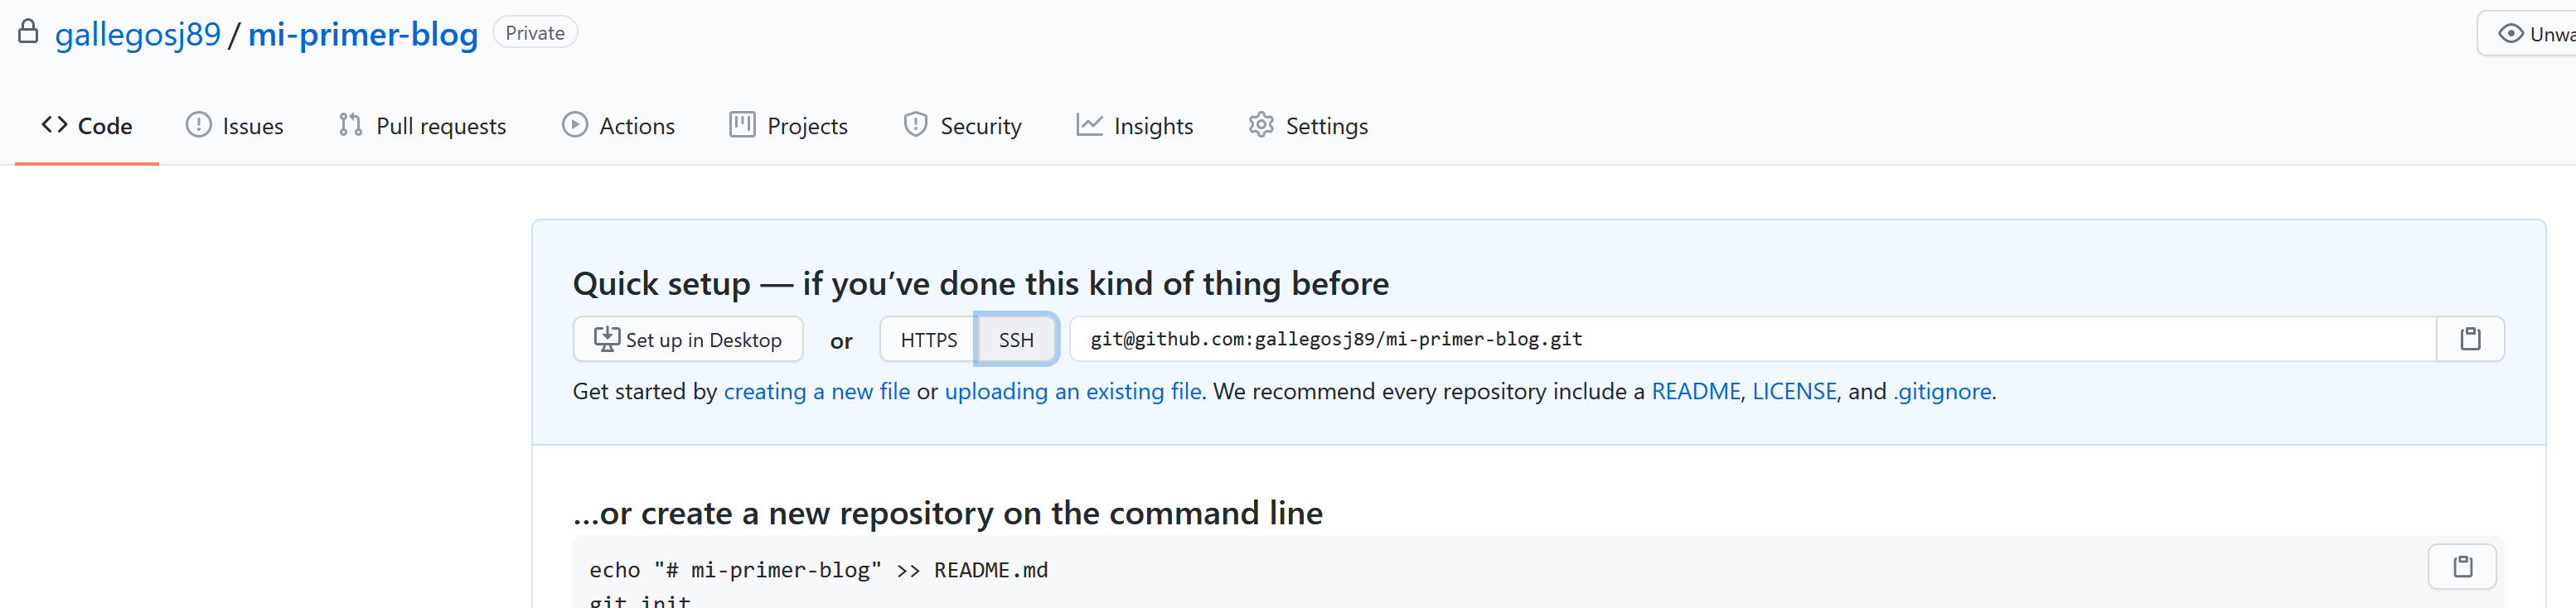 gallegosj89 / mi-primer-blog Private Unwa
Code Issues Pull requests Actions Projects Security Insights Settings
Quick setup — if you’ve done this kind of thing before
Set up in Desktop or HTTPS SSH git@github.com:gallegosj89/mi-primer-blog.git
Get started by creating a new file or uploading an existing file. We recommend every repository include a README, LICENSE, and .gitignore.
…or create a new repository on the command line
echo "# mi-primer-blog" >> README.md
git init